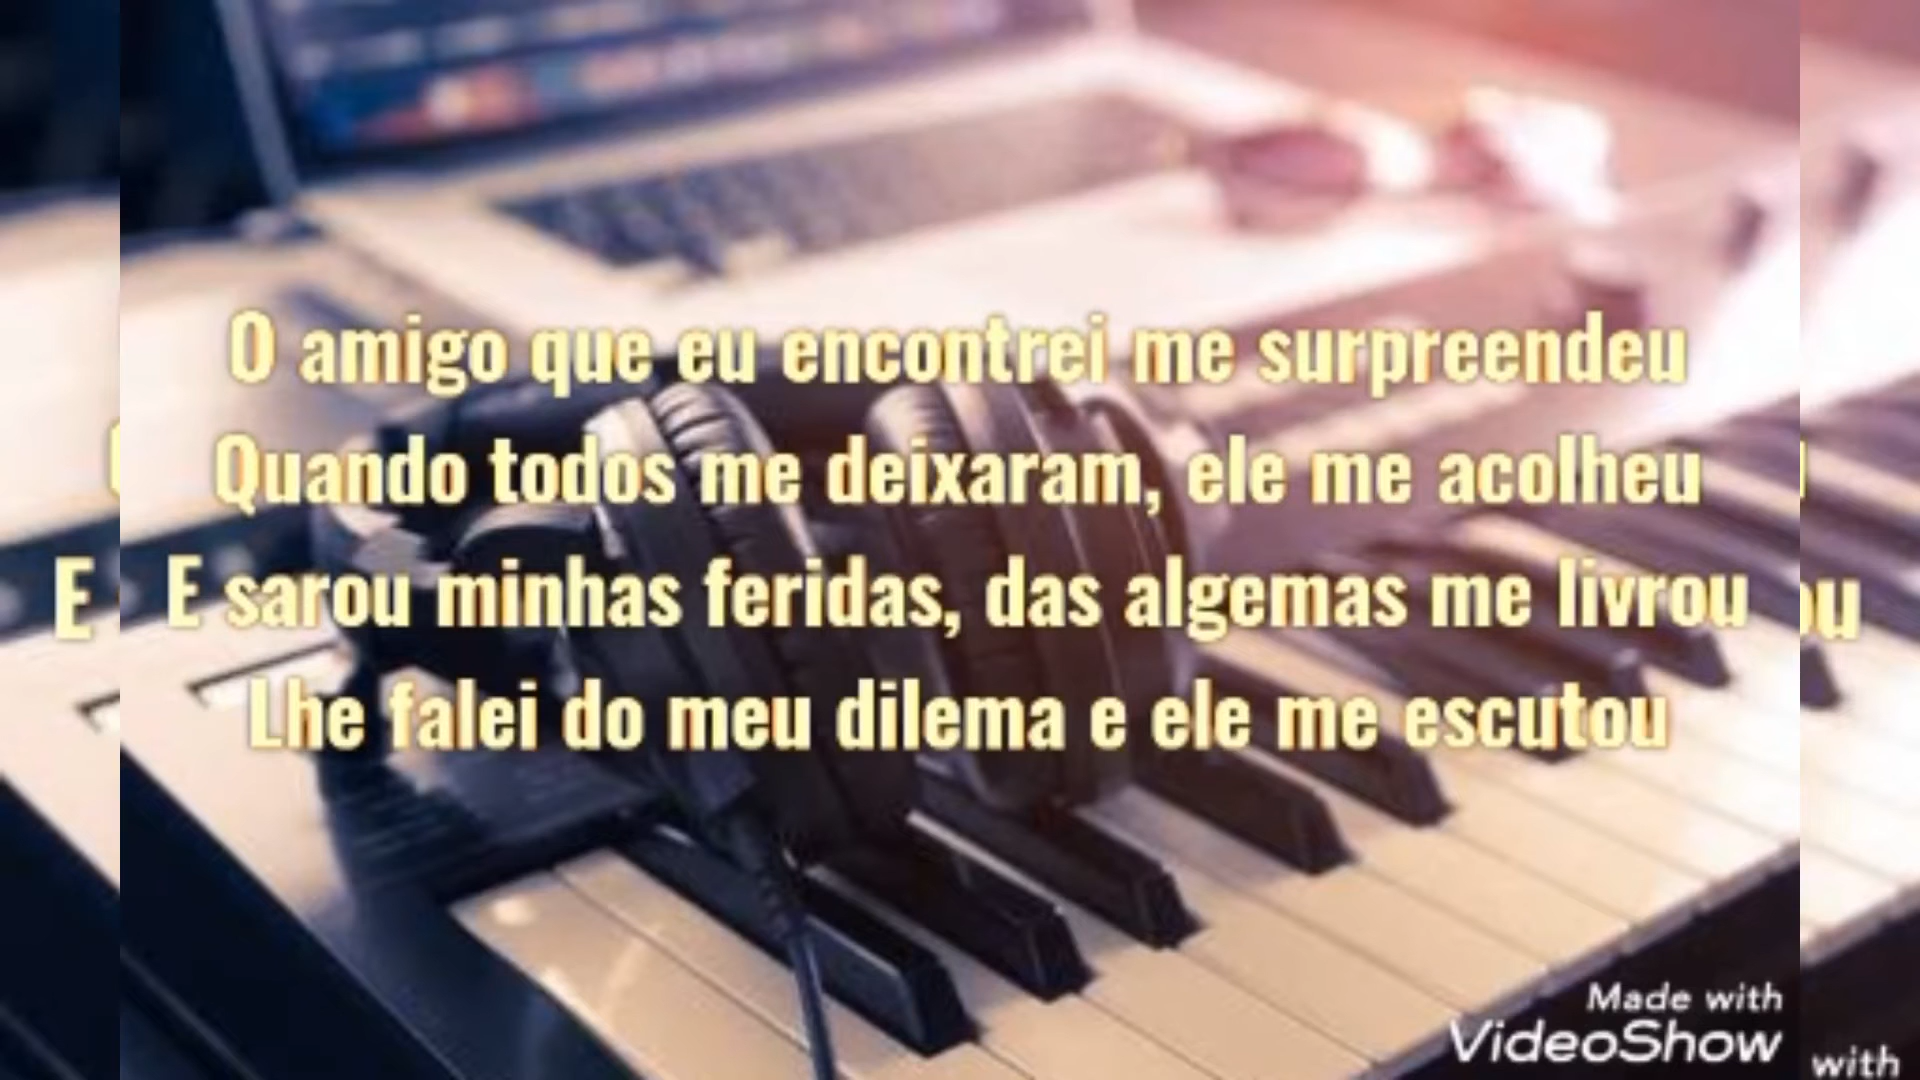 O amigo que eu encontrei me surpreendeu
Quando todos me deixaram, ele me acolheu
E sarou minhas feridas, das algemas me livrou
Lhe falei do meu dilema e ele me escutou
Made with
VideoShow
with